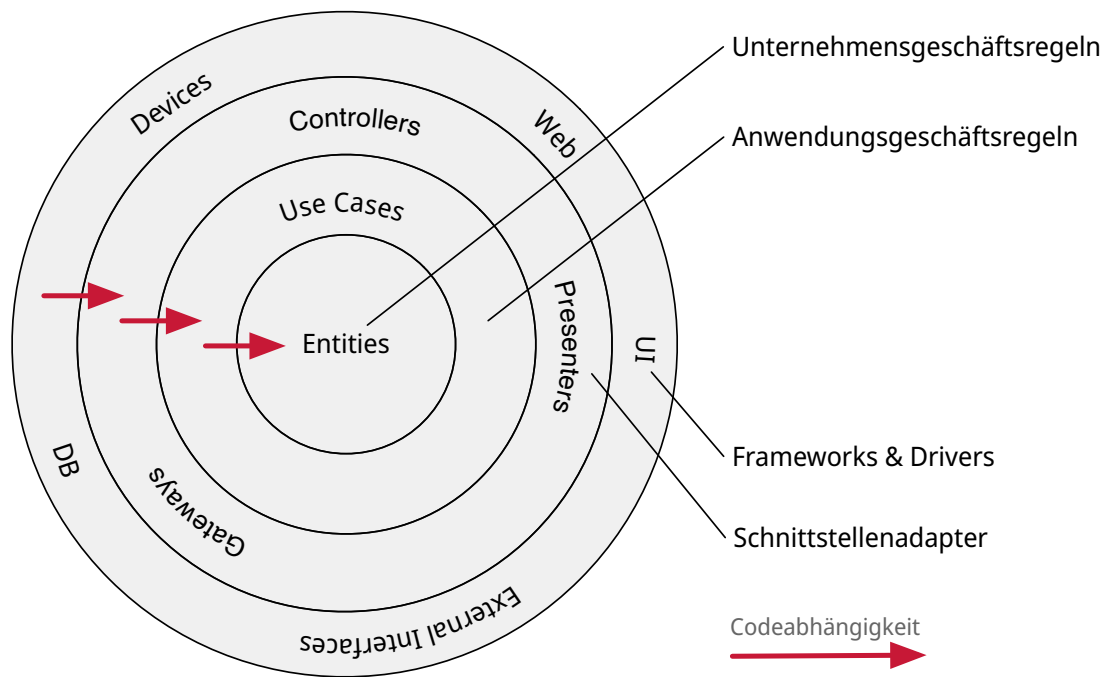 Unternehmensgeschäftsregeln
Devices
Controllers
Web
Anwendungsgeschäftsregeln
Use Cases
Entities
Presenters
UI
DB
Gateways
Frameworks & Drivers
Schnittstellenadapter
External Interfaces
Codeabhängigkeit